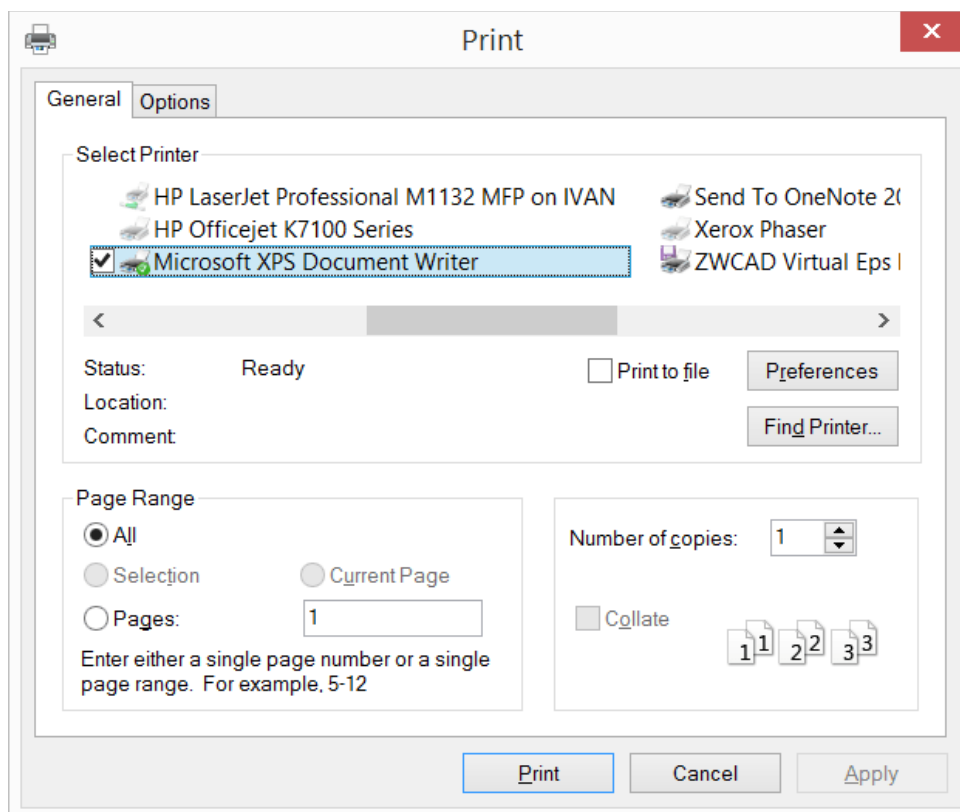 Print
General Options
Select Printer
HP LaserJet Professional M1132 MFP on IVAN Send To OneNote 20
HP Officejet K7100 Series Xerox Phaser
Microsoft XPS Document Writer ZWCAD Virtual Eps
Status: Ready Print to file Preferences
Location:
Comment: Find Printer...
Page Range
All Number of copies: 1
Selection Current Page
Pages: 1 Collate
1 1 2 2 3 3
Enter either a single page number or a single
page range. For example, 5-12
Print Cancel Apply